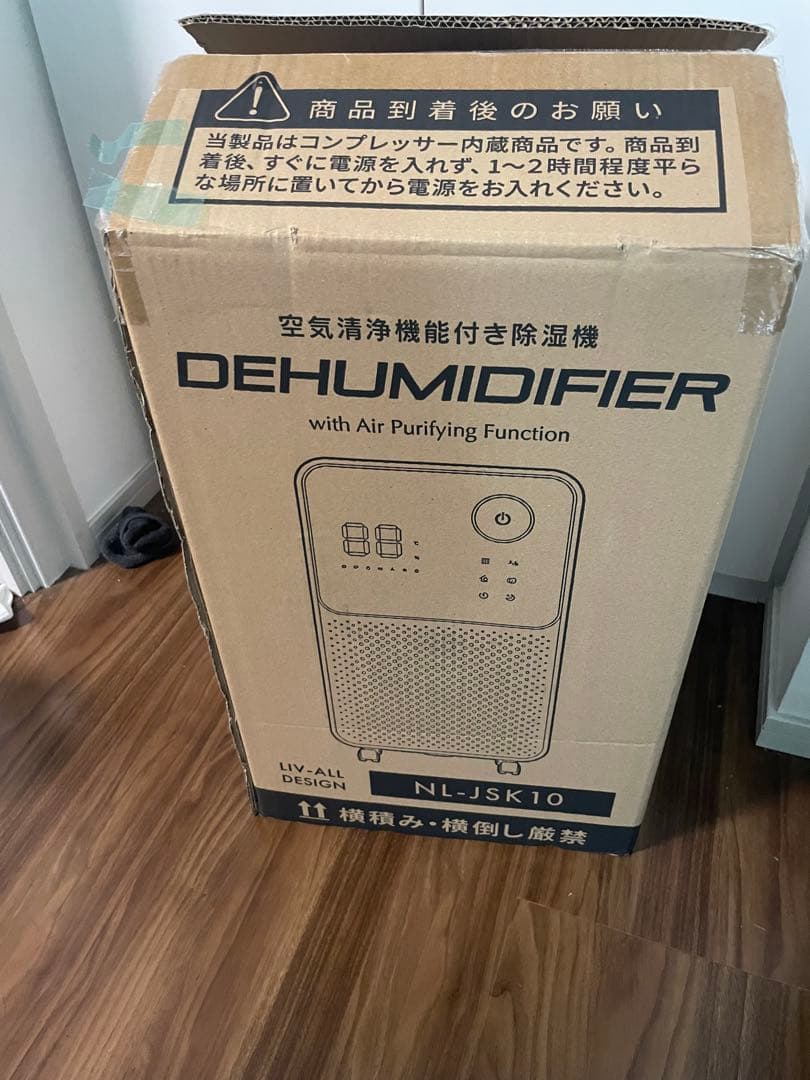 商品到着後のお願い
当製品はコンプレッサー内蔵商品です。商品到
着後、すぐに電源を入れず、1〜2時間程度平ら
な場所に置いてから電源をお入れください。
空気清浄機能付き除湿機
DEHUMIDIFIER
with Air Purifying Function
88
LIV-ALL
DESIGN
NL-JSK10
横積み・横倒し厳禁